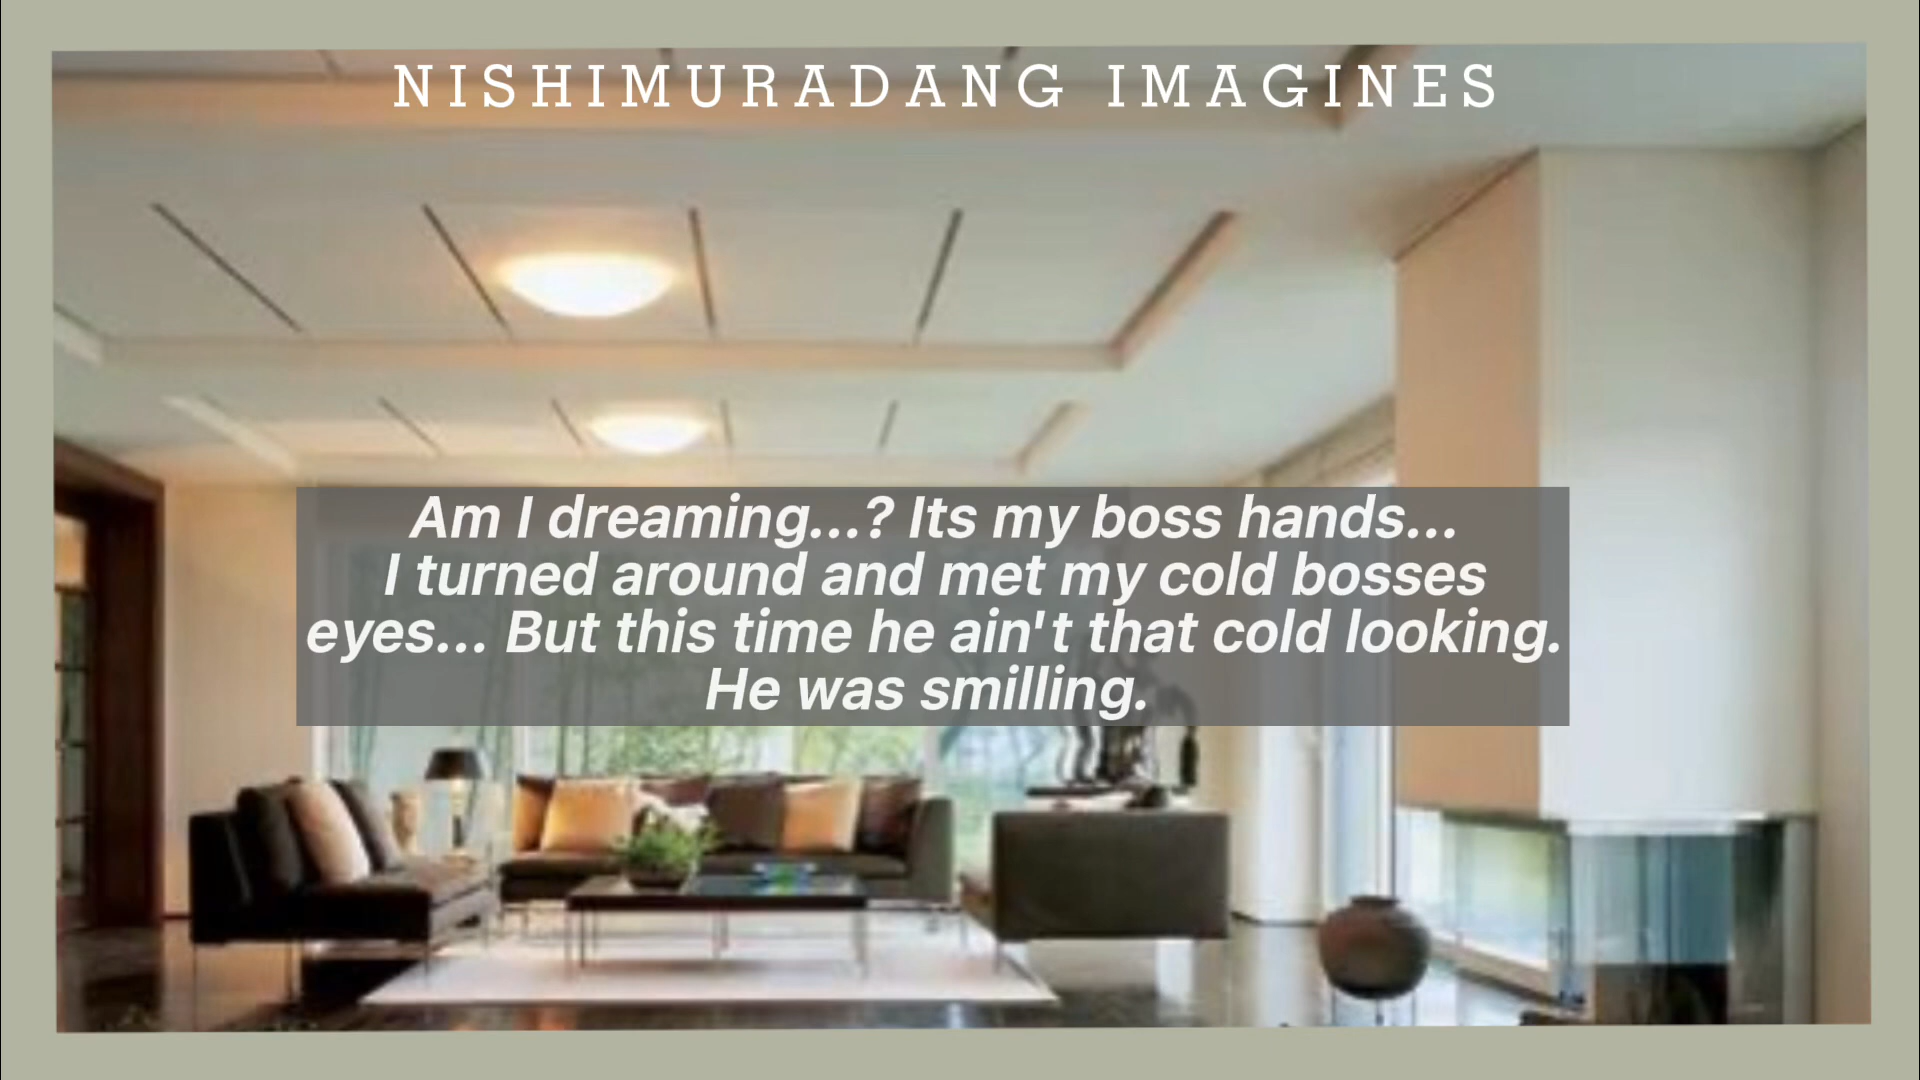 NISHIMURADANG IMAGINES
Am I dreaming...? Its my boss hands...
I turned around and met my cold bosses
eyes... But this time he ain't that cold looking.
He was smilling.